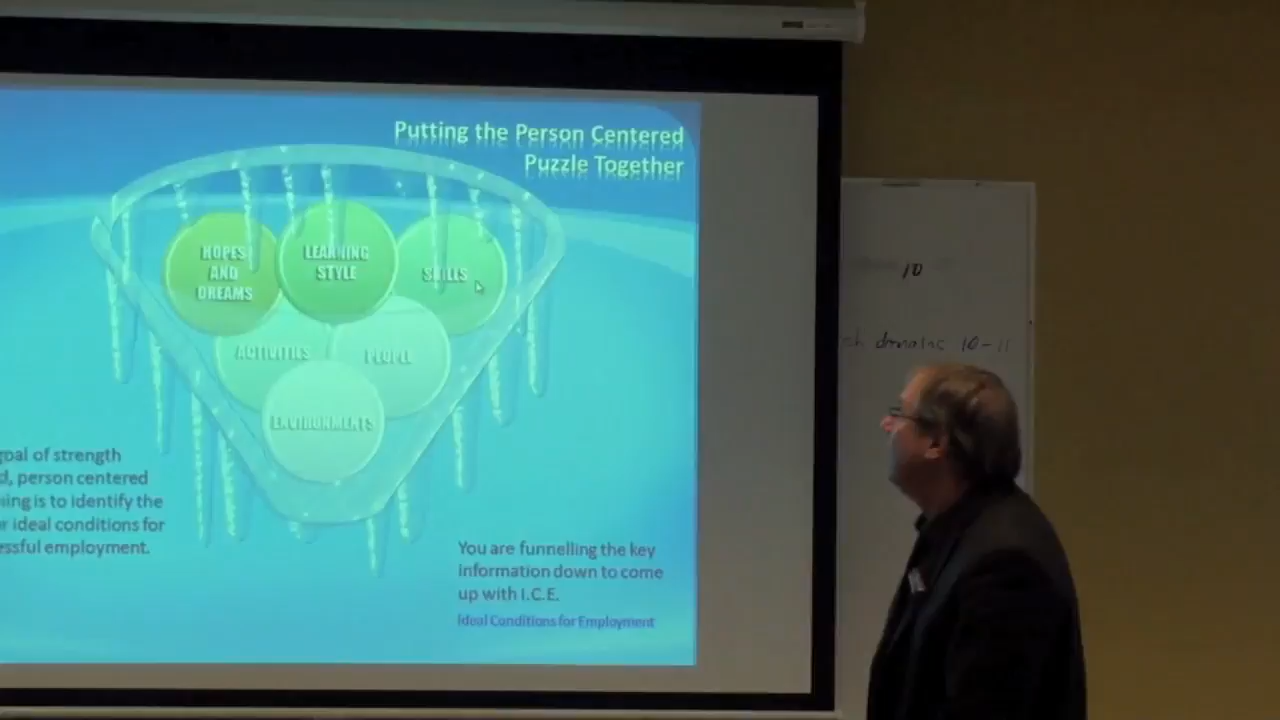 Putting the Person Centered
Puzzle Together
HOPES
AND
DREAMS
LEARNING
STYLE
SKILLS
ACTIVITIES
PEOPLE
ENVIRONMENTS
goal of strength
person centered
is to identify the
ideal conditions for
employment.
You are funnelling the key
information down to come
up with I.C.E.
Ideal Conditions for Employment
10
domains 10-11